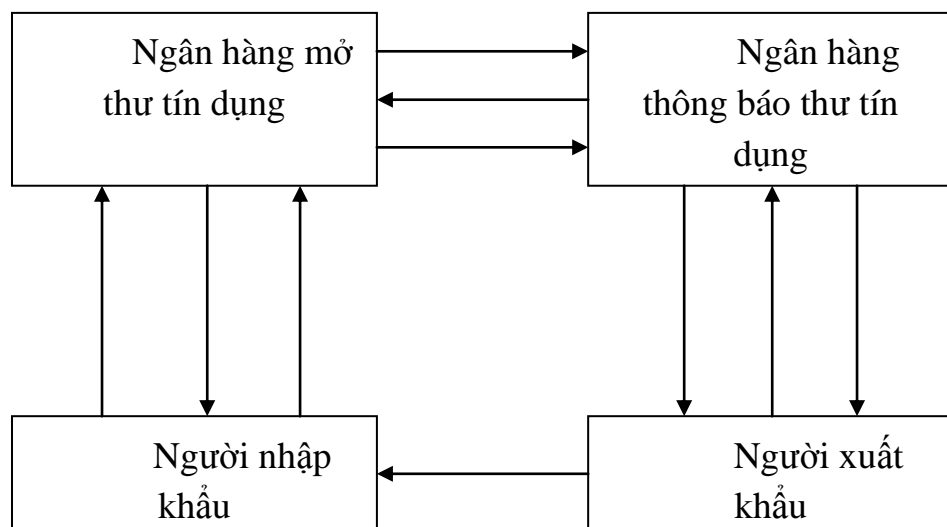 Ngân hàng mở
thư tín dụng
Ngân hàng
thông báo thư tín
dụng
Người nhập
khẩu
Người xuất
khẩu